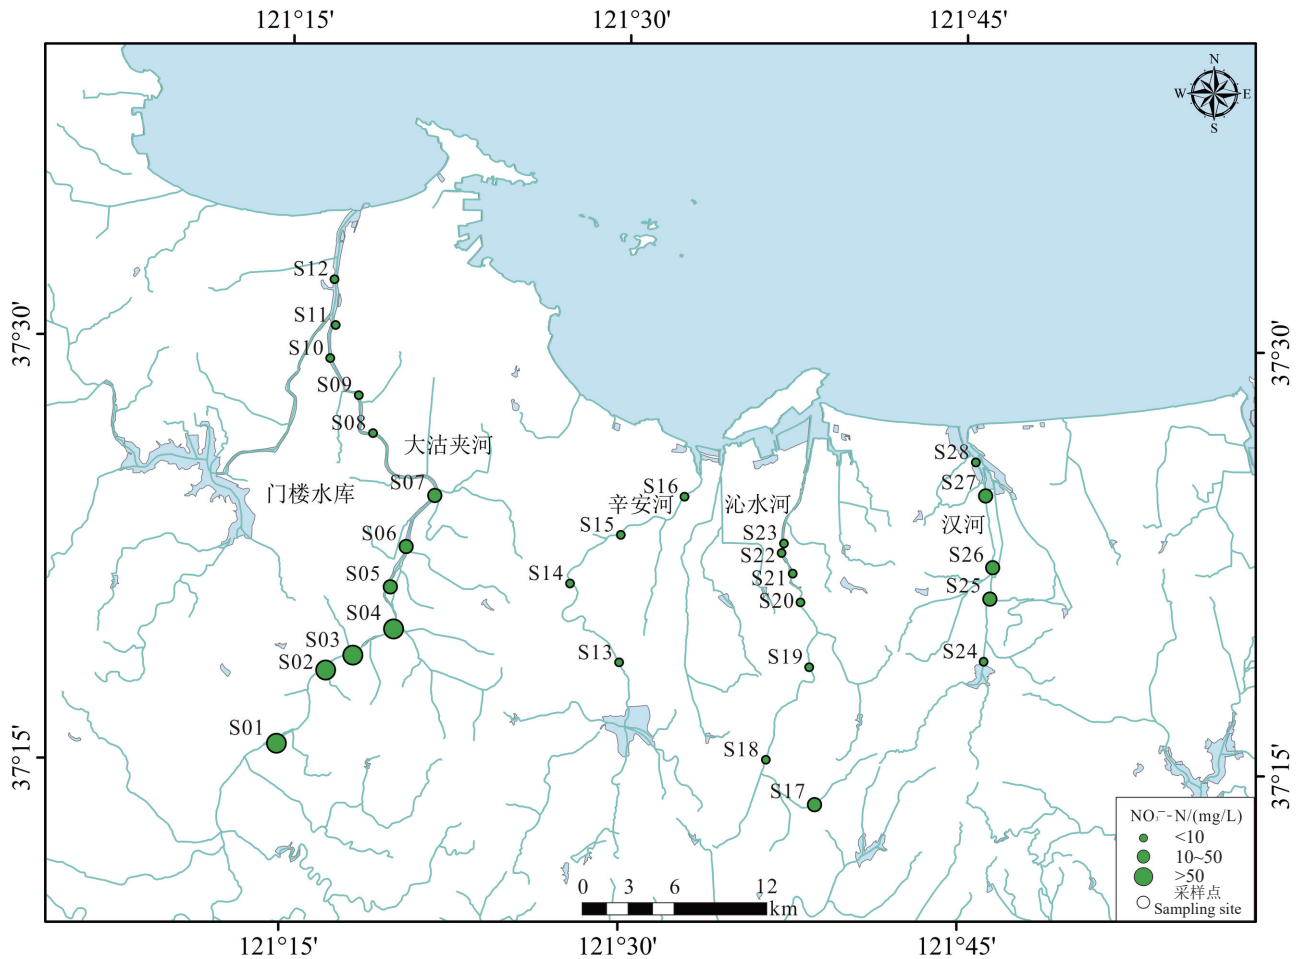 121°15′
121°30′
121°45′
N
W
E
S
S12
S11
37°30′
37°30′
S10
S09
S08
大沽夹河
S28
S07
S16
S27
门楼水库
辛安河
沁水河
汉河
S15
S23
S06
S22
S26
S14
S21
S05
S25
S20
S04
S03
S13
S19
S24
S02
S01
S18
37°15′
37°15′
S17
NO₃⁻-N/(mg/L)
<10
10~50
>50
采样点
Sampling site
0 3 6 12
km
121°15′
121°30′
121°45′